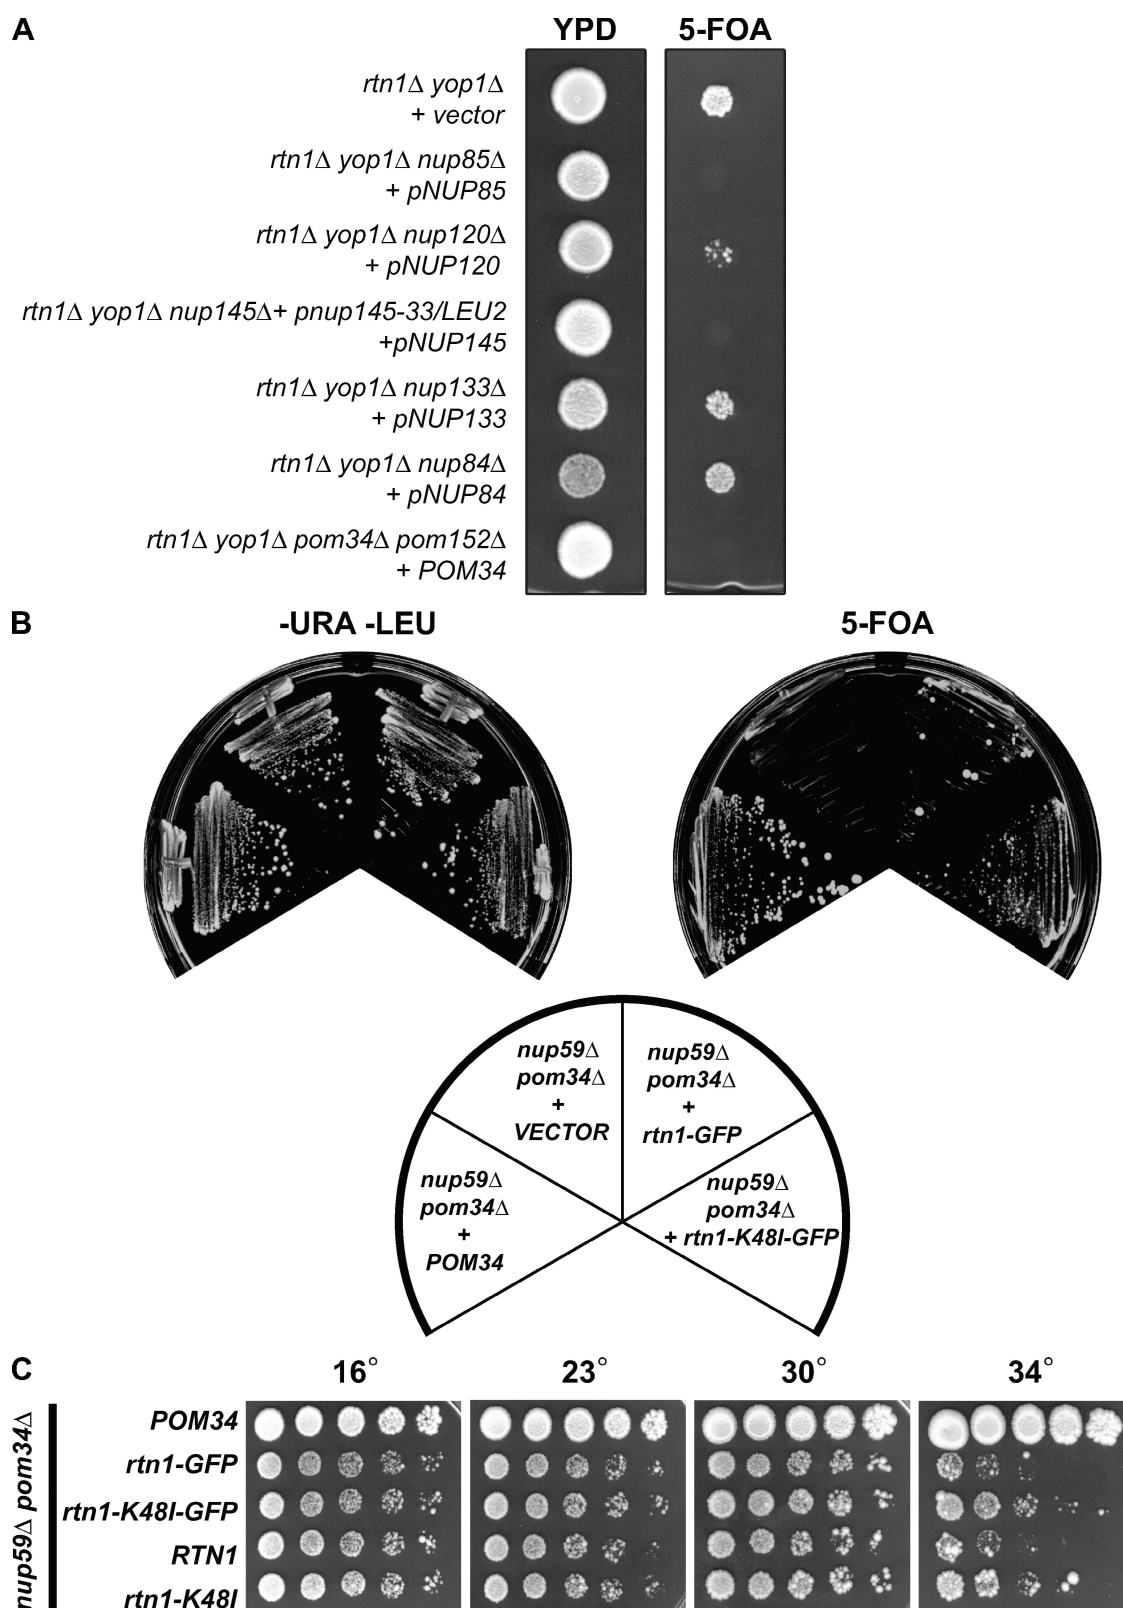 A
YPD 5-FOA
rtn1Δ yop1Δ
+ vector
rtn1Δ yop1Δ nup85Δ
+ pNUP85
rtn1Δ yop1Δ nup120Δ
+ pNUP120
rtn1Δ yop1Δ nup145Δ+ pnup145-33/LEU2
+pNUP145
rtn1Δ yop1Δ nup133Δ
+ pNUP133
rtn1Δ yop1Δ nup84Δ
+ pNUP84
rtn1Δ yop1Δ pom34Δ pom152Δ
+ POM34
B
-URA -LEU 5-FOA
nup59Δ
pom34Δ
+
VECTOR
nup59Δ
pom34Δ
+
rtn1-GFP
nup59Δ
pom34Δ
+
POM34
nup59Δ
pom34Δ
+ rtn1-K48I-GFP
C
16° 23° 30° 34°
nup59Δ pom34Δ
POM34
rtn1-GFP
rtn1-K48I-GFP
RTN1
rtn1-K48I